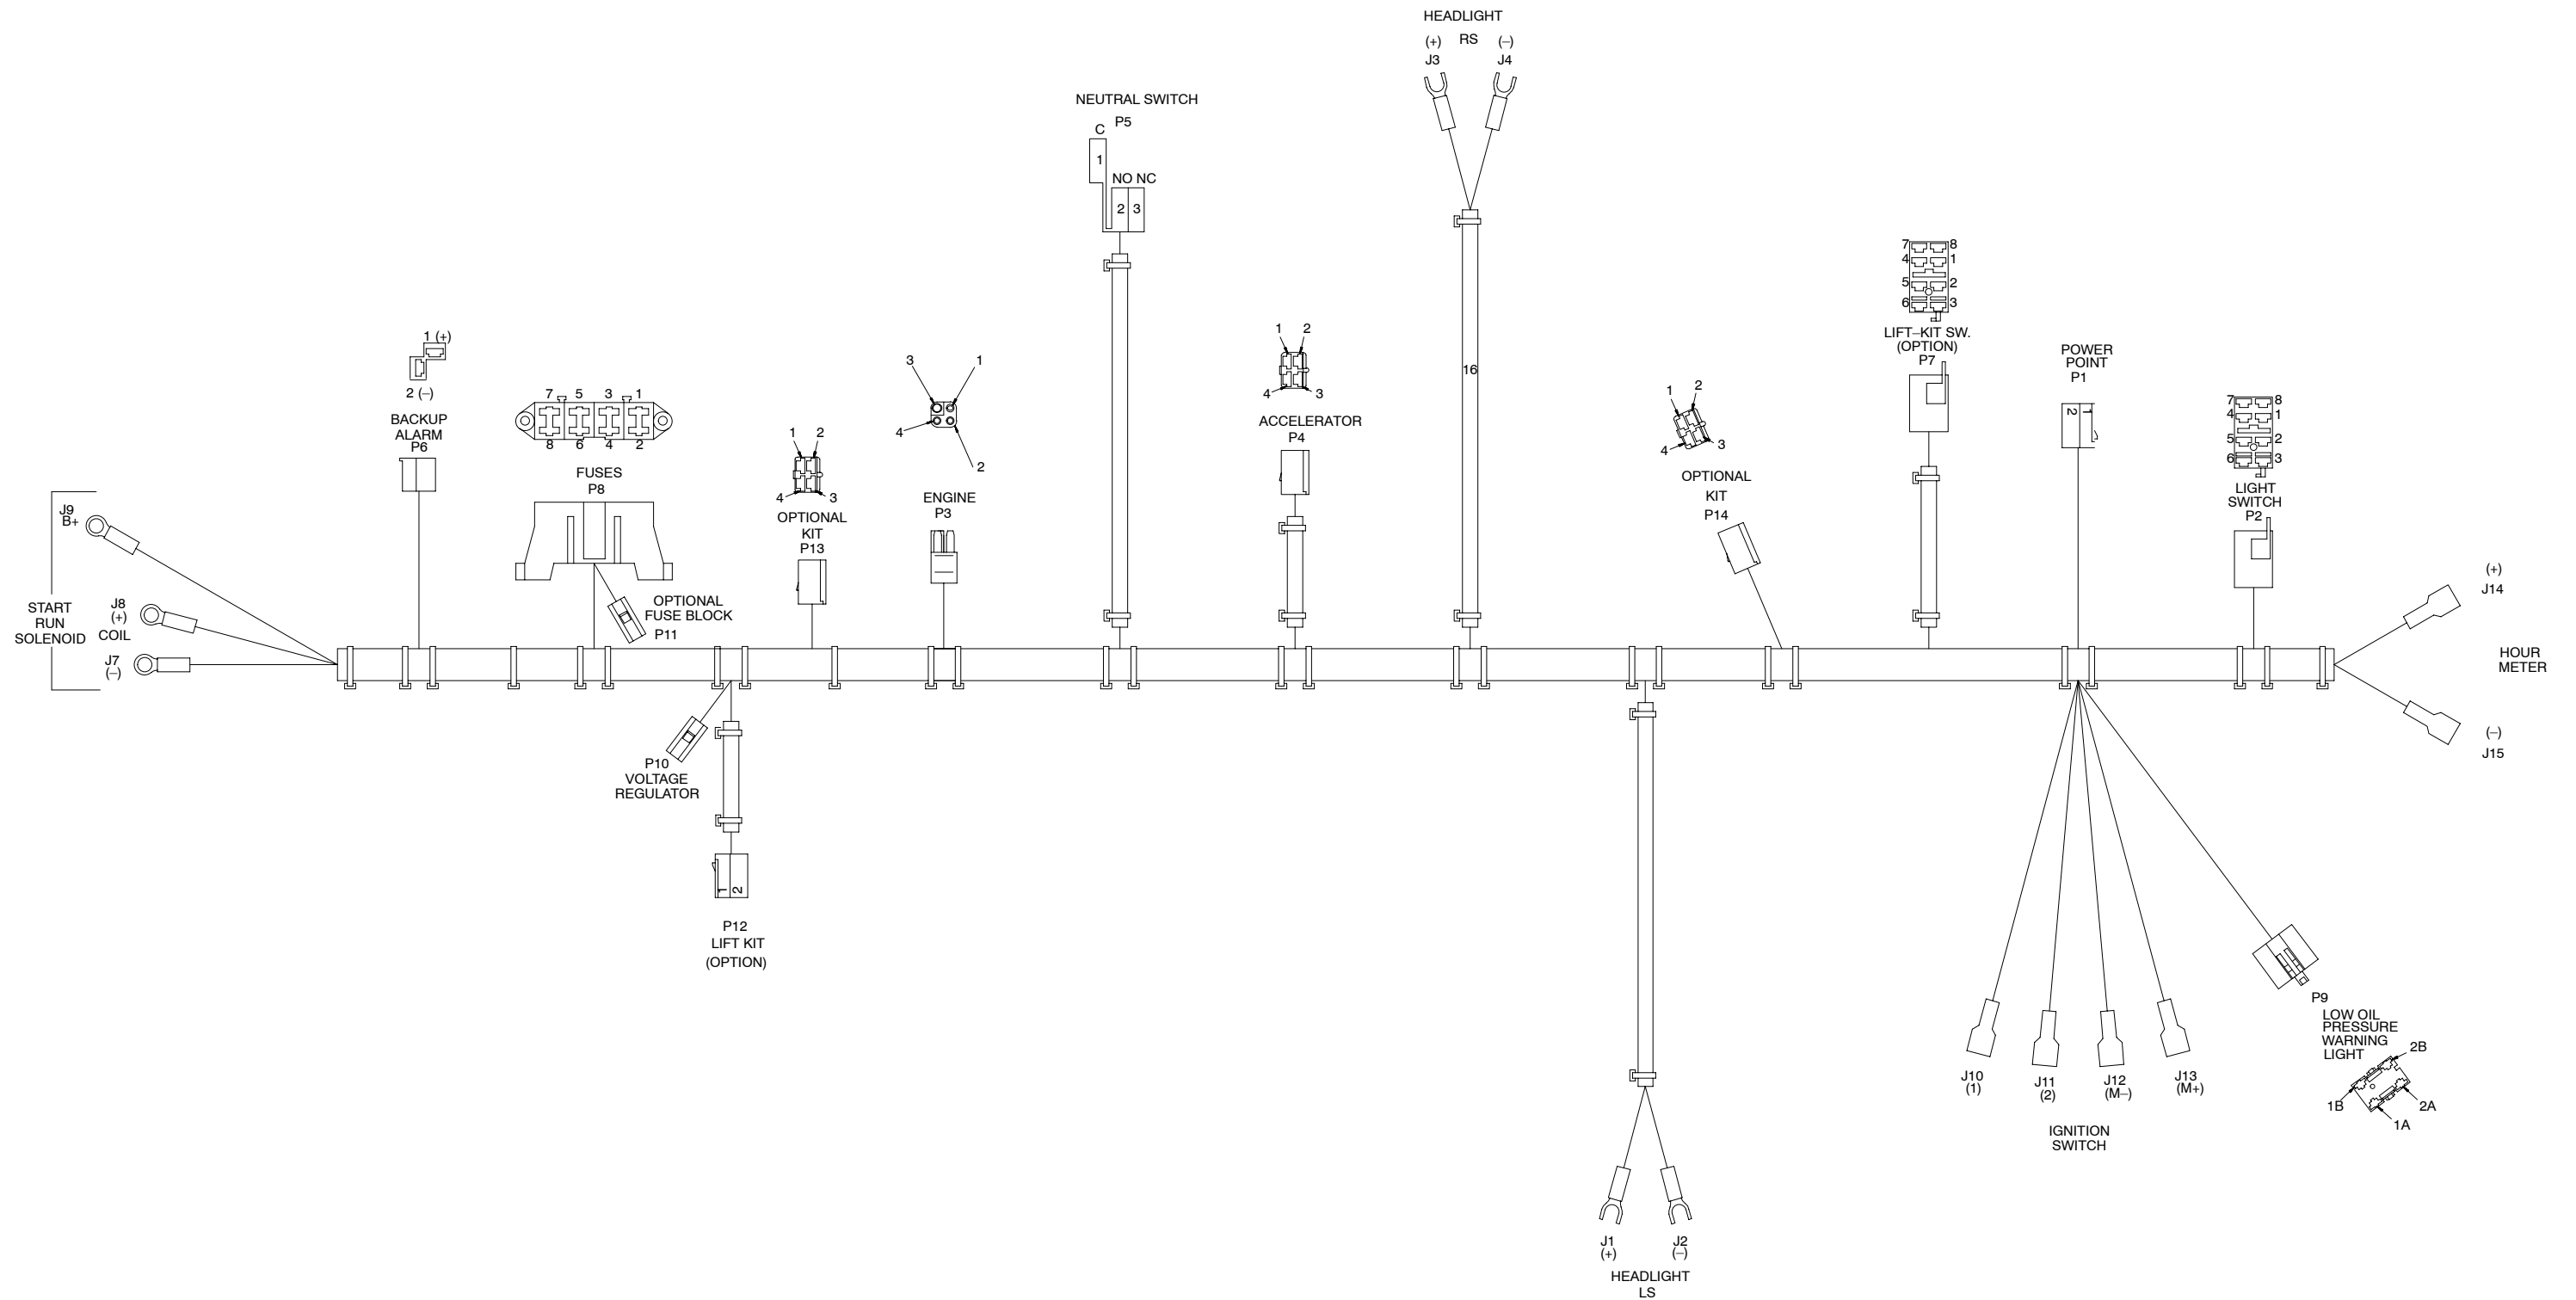 HEADLIGHT
(+) RS (–)
J3 J4
NEUTRAL SWITCH
P5
C
1
NO NC
2 3
16
7 8
4 1
5 2
6 3
LIFT–KIT SW.
(OPTION)
P7
POWER
POINT
P1
2 1
7 8
4 1
5 2
6 3
LIGHT
SWITCH
P2
1 (+)
2 (–)
BACKUP
ALARM
P6
7 5 3 1
8 6 4 2
FUSES
P8
1 2
4 3
OPTIONAL
KIT
P13
3 1
4
2
ENGINE
P3
1 2
4 3
ACCELERATOR
P4
1 2
4 3
OPTIONAL
KIT
P14
J9
B+
START
RUN
SOLENOID
J8
(+)
COIL
J7
(–)
OPTIONAL
FUSE BLOCK
P11
(+)
J14
HOUR
METER
(–)
J15
P10
VOLTAGE
REGULATOR
1 2
P12
LIFT KIT
(OPTION)
J10
(1)
J11
(2)
J12
(M–)
J13
(M+)
IGNITION
SWITCH
P9
LOW OIL
PRESSURE
WARNING
LIGHT
2B
1B
2A
1A
J1
(+)
J2
(–)
HEADLIGHT
LS